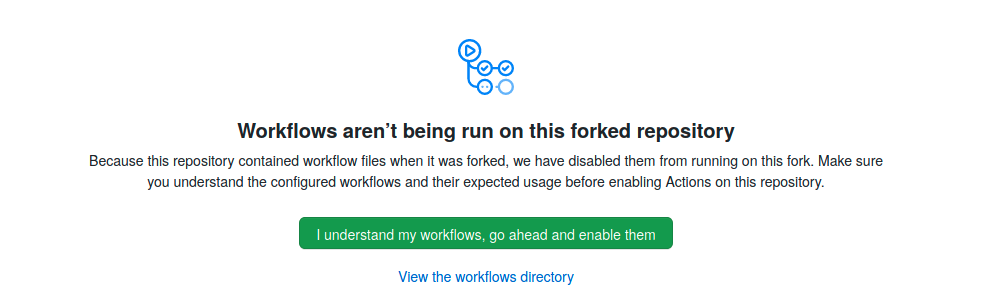 Workflows aren’t being run on this forked repository
Because this repository contained workflow files when it was forked, we have disabled them from running on this fork. Make sure
you understand the configured workflows and their expected usage before enabling Actions on this repository.
I understand my workflows, go ahead and enable them
View the workflows directory